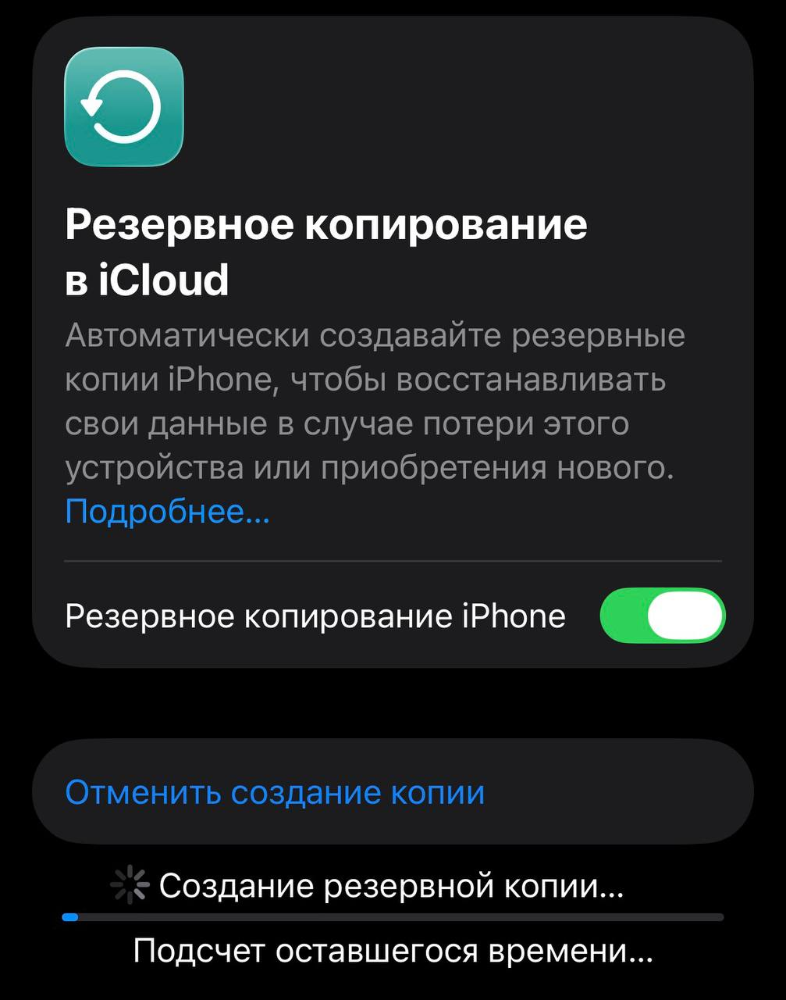 Резервное копирование
в iCloud
Автоматически создавайте резервные
копии iPhone, чтобы восстанавливать
свои данные в случае потери этого
устройства или приобретения нового.
Подробнее...
Резервное копирование iPhone
Отменить создание копии
Создание резервной копии...
Подсчет оставшегося времени...